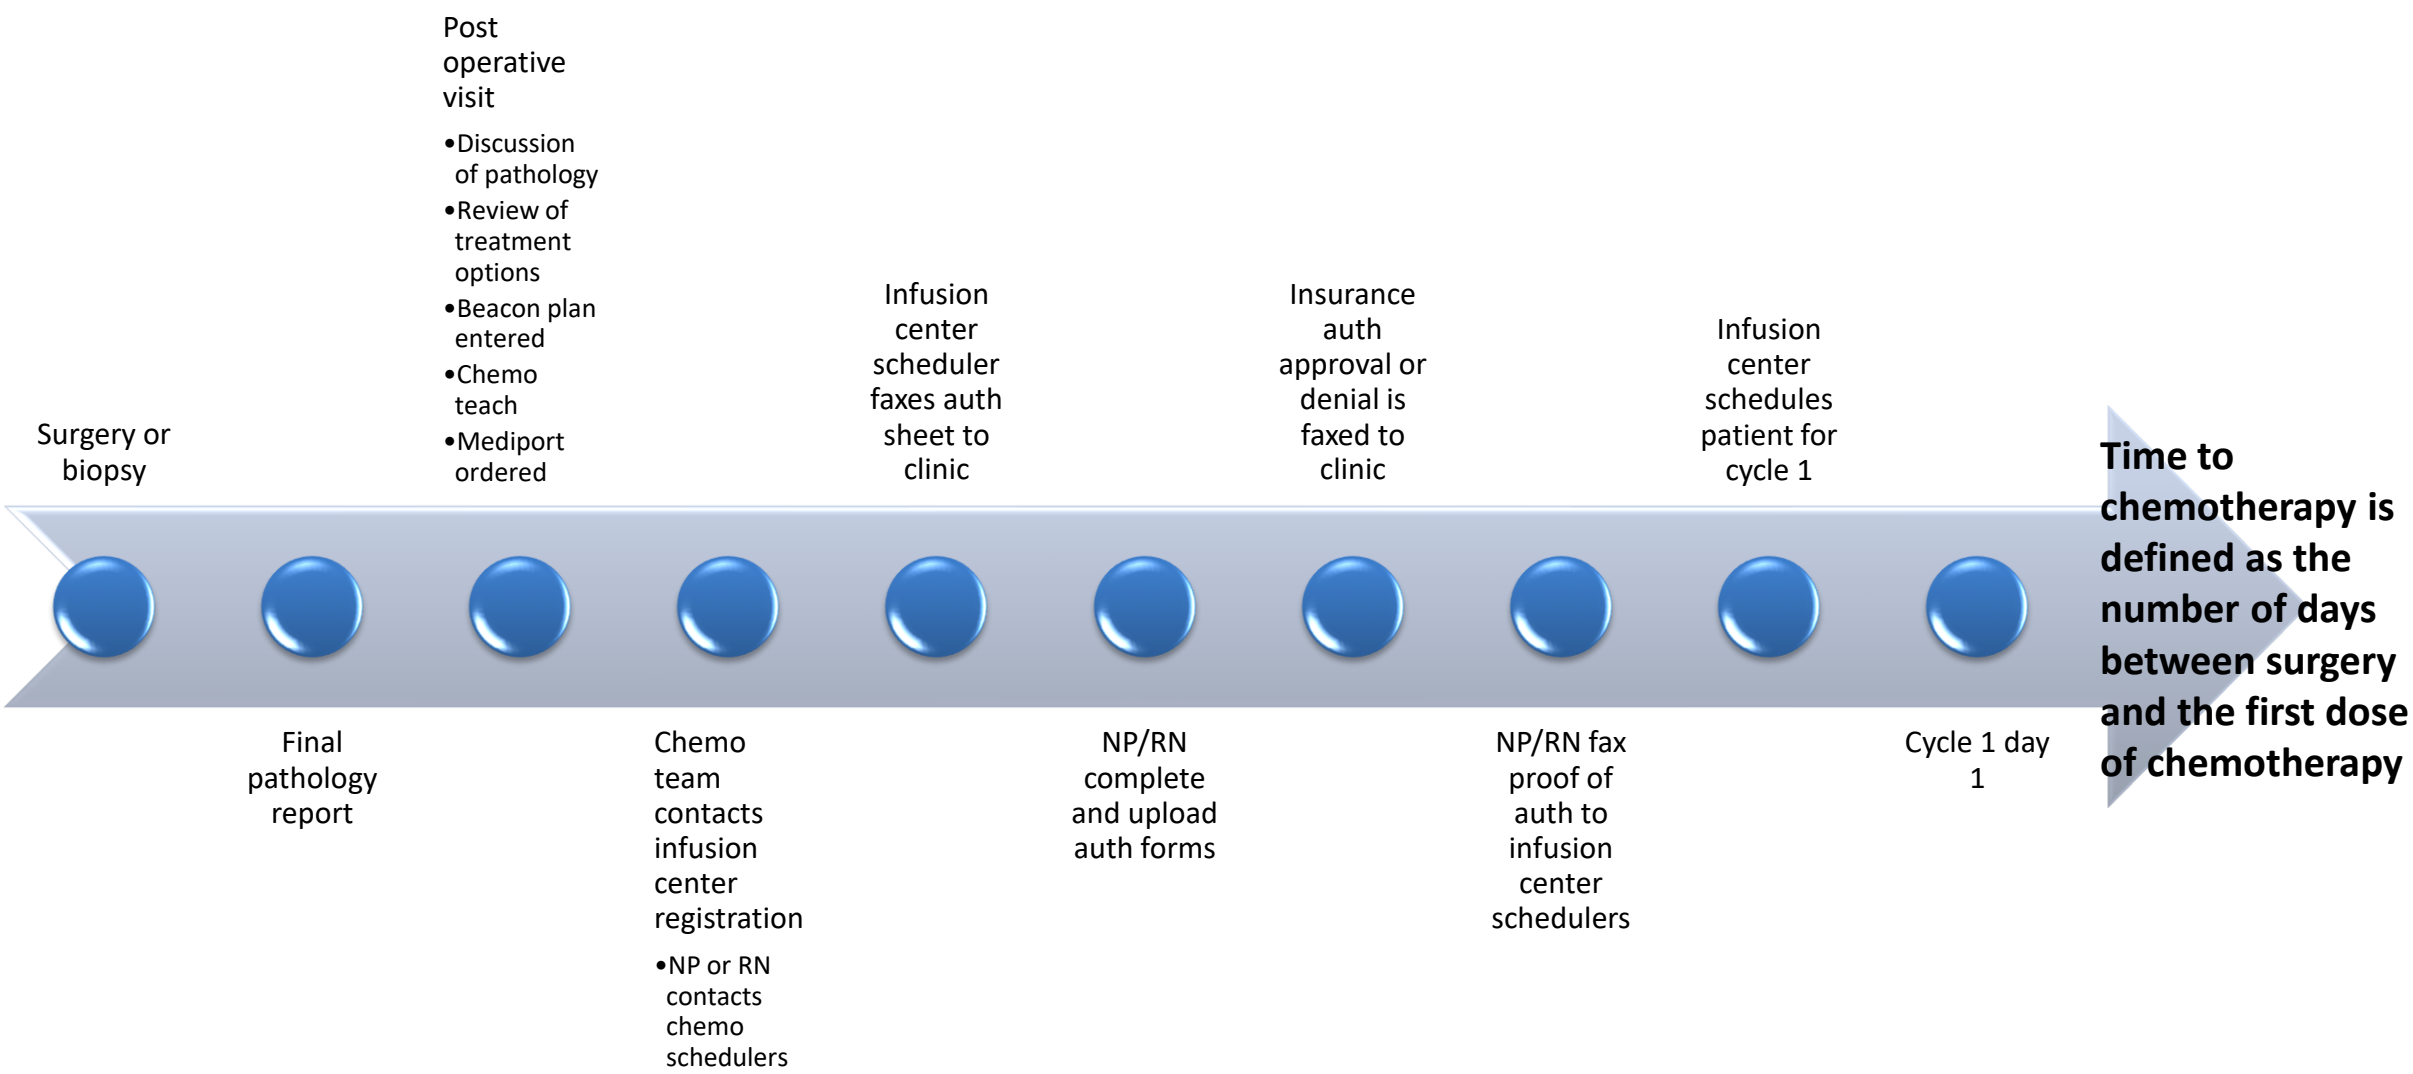 Surgery or
biopsy
Final
pathology
report
Post
operative
visit
•Discussion
of pathology
•Review of
treatment
options
•Beacon plan
entered
•Chemo
teach
•Mediport
ordered
Chemo
team
contacts
infusion
center
registration
•NP or RN
contacts
chemo
schedulers
Infusion
center
scheduler
faxes auth
sheet to
clinic
NP/RN
complete
and upload
auth forms
Insurance
auth
approval or
denial is
faxed to
clinic
NP/RN fax
proof of
auth to
infusion
center
schedulers
Infusion
center
schedules
patient for
cycle 1
Cycle 1 day
1
Time to
chemotherapy is
defined as the
number of days
between surgery
and the first dose
of chemotherapy